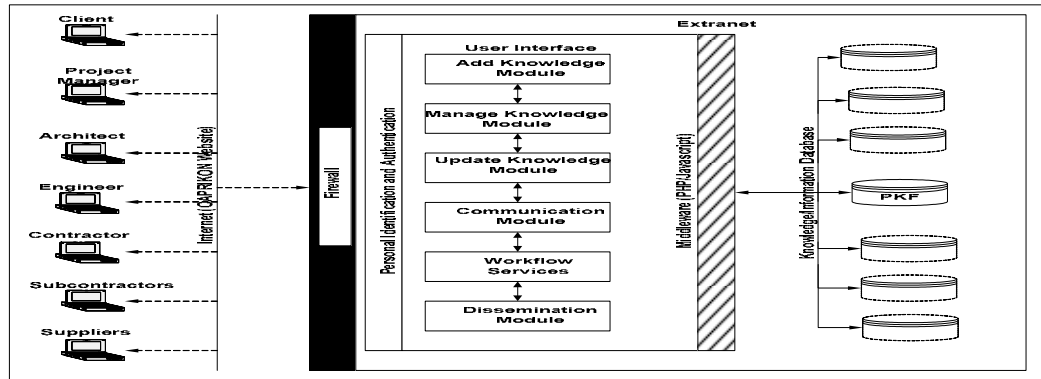 Client
Project
Manager
Architect
Engineer
Contractor
Subcontractors
Suppliers
Internet (CAPRIKON Website)
Firewall
Extranet
Personal Identification and Authentication
User Interface
Add Knowledge
Module
Manage Knowledge
Module
Update Knowledge
Module
Communication
Module
Workflow
Services
Dissemination
Module
Middleware (PHP/Javascript)
Knowledge/Information Database
PKF